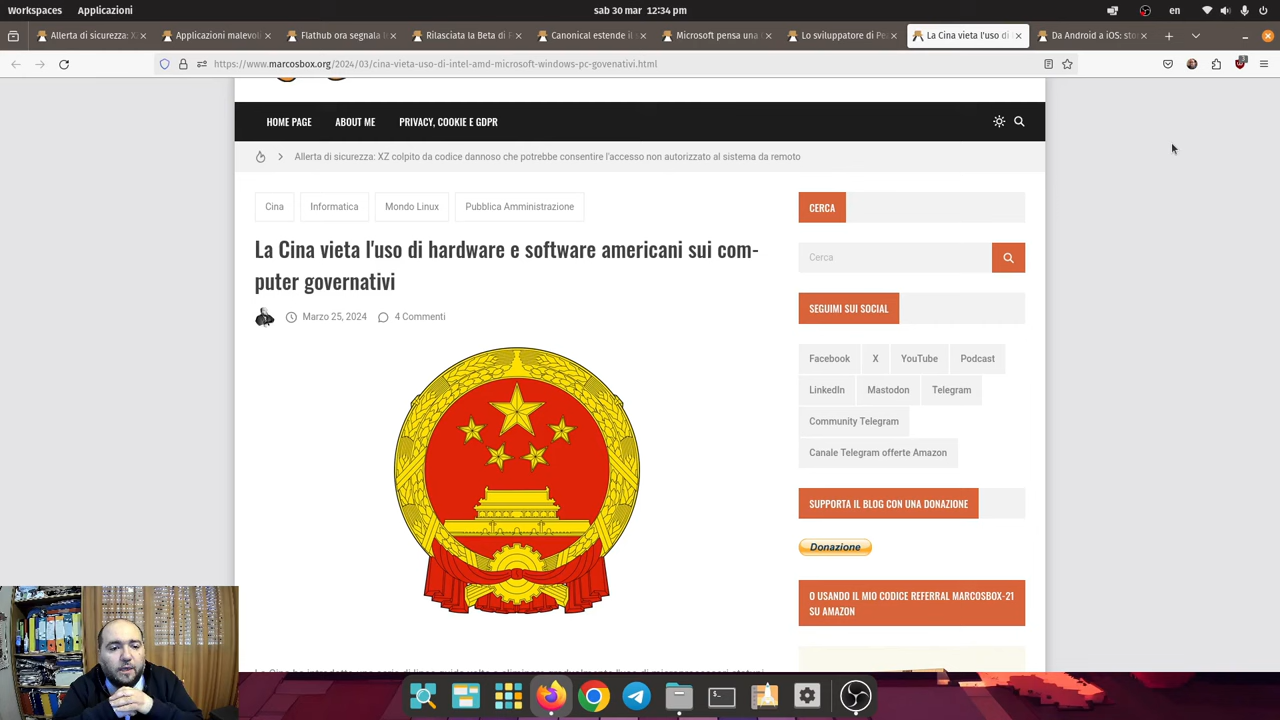 Workspaces Applicazioni sab 30 mar 12:34 pm en
Allerta di sicurezza: X Applicazioni malevol Flathub ora segnala l Rilasciata la Beta di F Canonical estende il Microsoft pensa una Lo sviluppatore di Pe La Cina vieta l'uso di Da Android a iOS: sto
https://www.marcosbox.org/2024/03/cina-vieta-uso-di-intel-amd-microsoft-windows-pc-govenativi.html
HOME PAGE ABOUT ME PRIVACY, COOKIE E GDPR
Allerta di sicurezza: XZ colpito da codice dannoso che potrebbe consentire l'accesso non autorizzato al sistema da remoto
Cina Informatica Mondo Linux Pubblica Amministrazione
La Cina vieta l'uso di hardware e software americani sui com-
puter governativi
Marzo 25, 2024 4 Commenti
CERCA
Cerca
SEGUIMI SUI SOCIAL
Facebook X YouTube Podcast
LinkedIn Mastodon Telegram
Community Telegram
Canale Telegram offerte Amazon
SUPPORTA IL BLOG CON UNA DONAZIONE
Donazione
O USANDO IL MIO CODICE REFERRAL MARCOSBOX-21
SU AMAZON